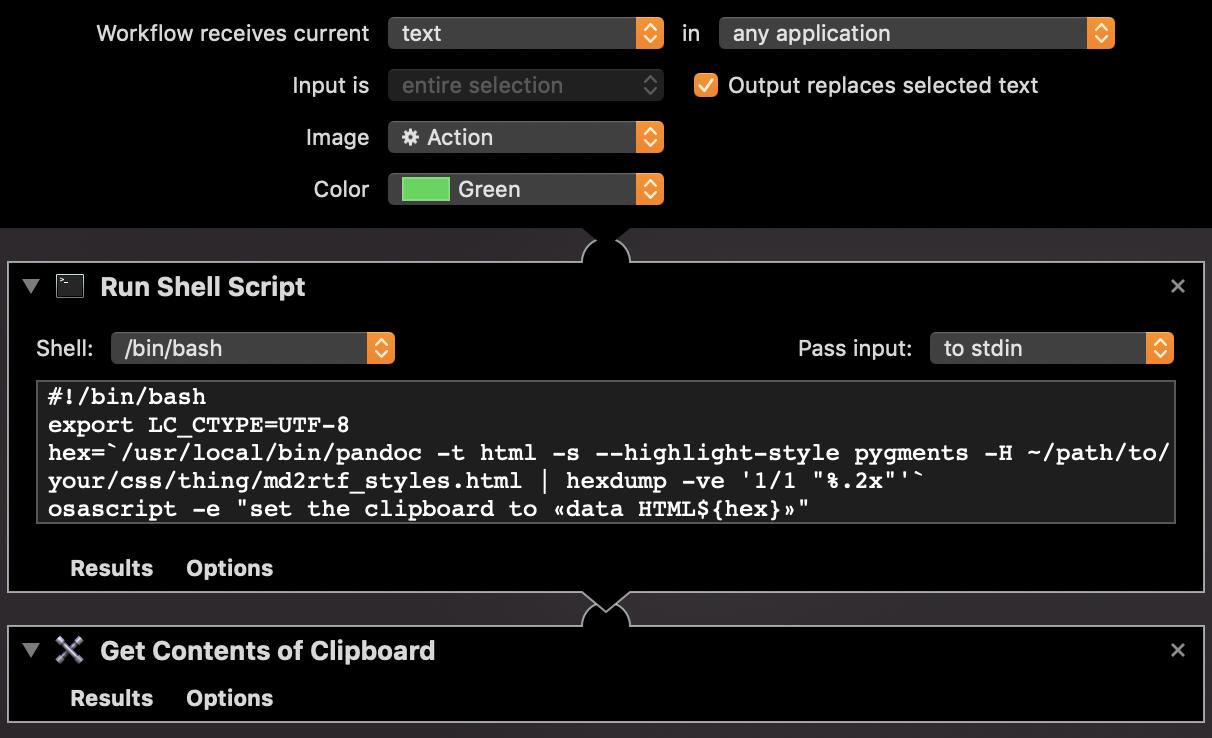 Workflow receives current text in any application
Input is entire selection Output replaces selected text
Image Action
Color Green
Run Shell Script
Shell: /bin/bash Pass input: to stdin
#!/bin/bash
export LC_CTYPE=UTF-8
hex=`/usr/local/bin/pandoc -t html -s --highlight-style pygments -H ~/path/to/
your/css/thing/md2rtf_styles.html | hexdump -ve '1/1 "%.2x"'`
osascript -e "set the clipboard to «data HTML${hex}»"
Results Options
Get Contents of Clipboard
Results Options